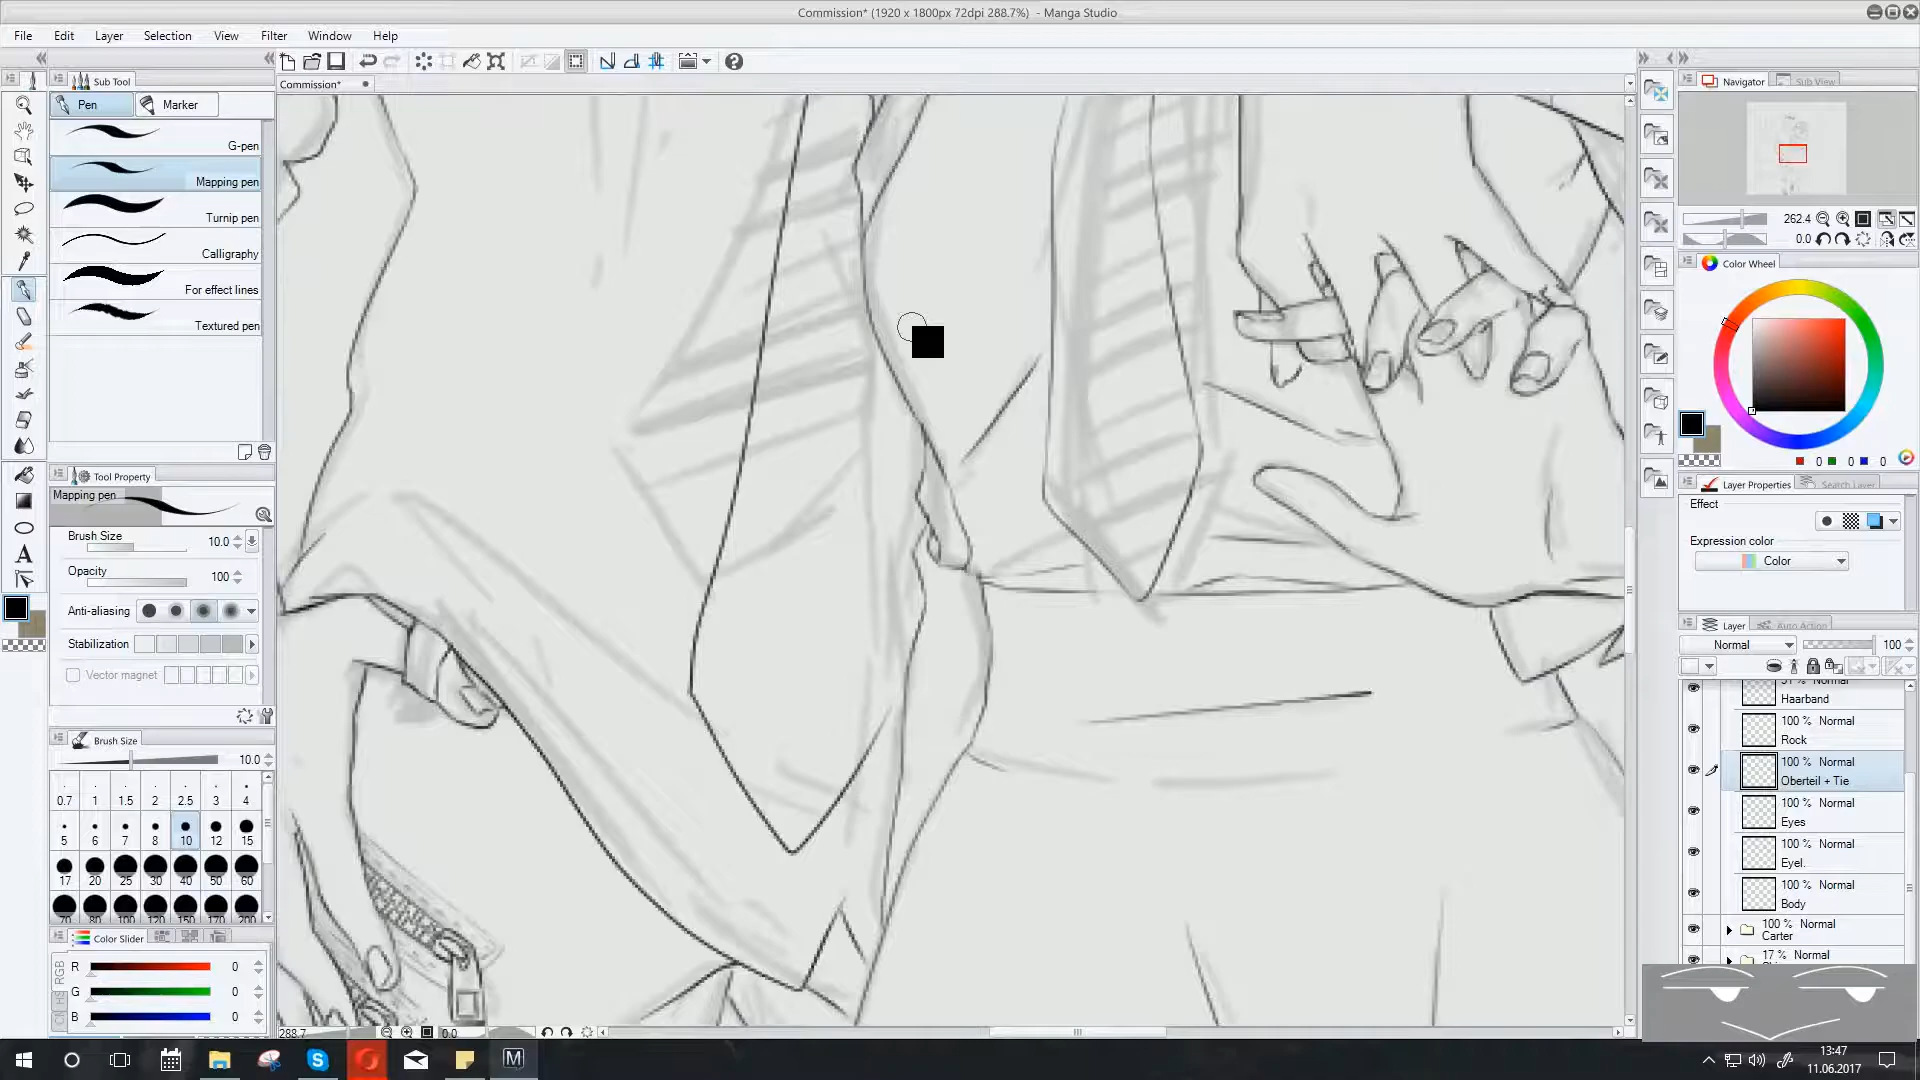 Commission* (1920 x 1800px 72dpi 288.7%) - Manga Studio
File Edit Layer Selection View Filter Window Help
Commission*
Sub Tool
Pen Marker
G-pen
Mapping pen
Turnip pen
Calligraphy
For effect lines
Textured pen
Tool Property
Mapping pen
Brush Size 10.0
Opacity 100
Anti-aliasing
Stabilization
Vector magnet
Brush Size
10.0
0.7 1 1.5 2 2.5 3 4
5 6 7 8 10 12 15
17 20 25 30 40 50 60
70 80 100 120 150 170 200
Color Slider
RGB
R 0
G 0
B 0
288.7 0.0
Navigator Sub View
262.4
0.0
Color Wheel
0 0 0
Layer Properties Search Layer
Effect
Expression color
Color
Layer Auto Action
Normal 100
Haarband
100 % Normal
Rock
100 % Normal
Oberteil + Tie
100 % Normal
Eyes
100 % Normal
Eyel.
100 % Normal
Body
100 % Normal
Carter
17 % Normal
13:47
11.06.2017